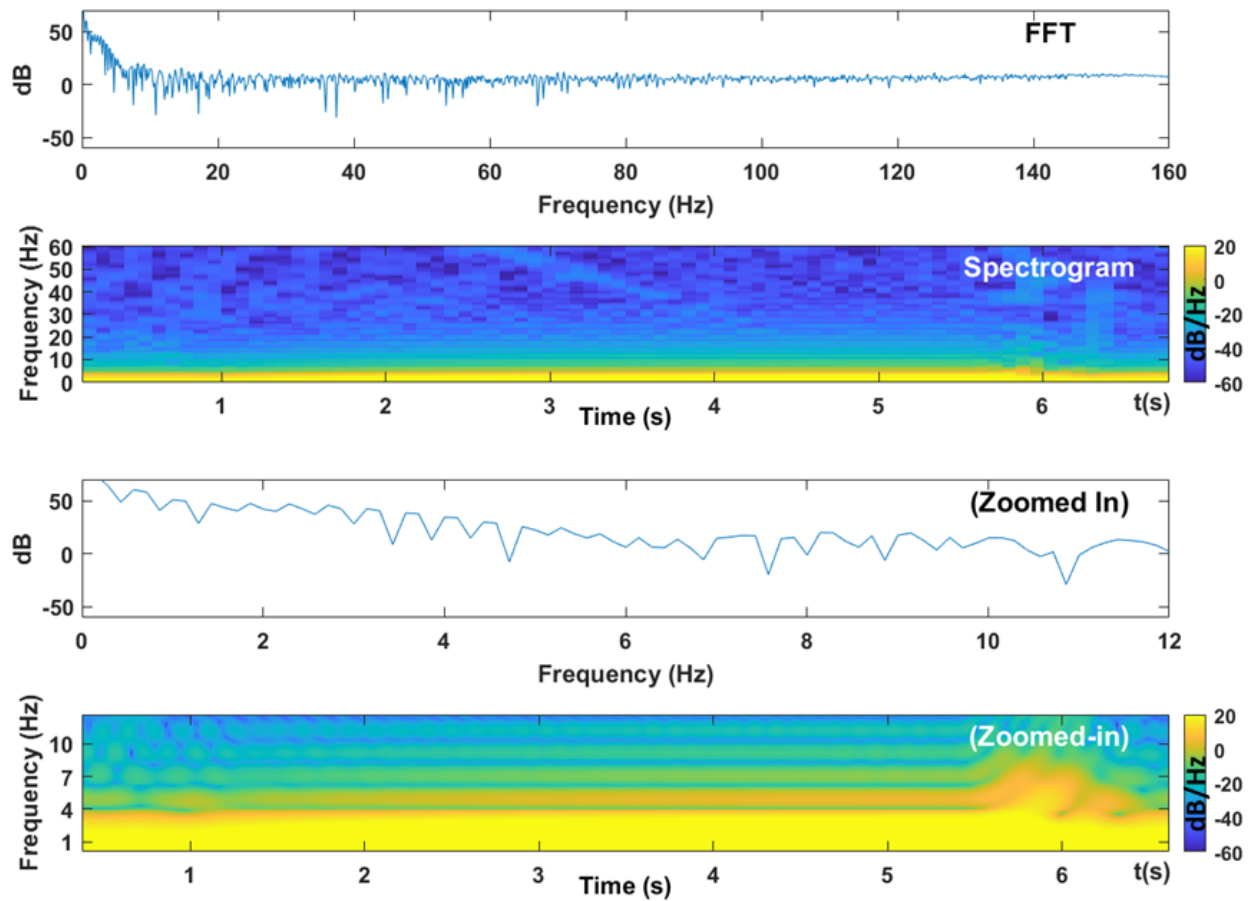 FFT
50
0
-50
dB
0 20 40 60 80 100 120 140 160
Frequency (Hz)
Spectrogram
60
50
40
30
20
10
0
Frequency (Hz)
1 2 3 4 5 6 t(s)
Time (s)
20
0
-20
-40
-60
dB/Hz
(Zoomed In)
50
0
-50
dB
0 2 4 6 8 10 12
Frequency (Hz)
(Zoomed-in)
10
7
4
1
Frequency (Hz)
1 2 3 4 5 6 t(s)
Time (s)
20
0
-20
-40
-60
dB/Hz